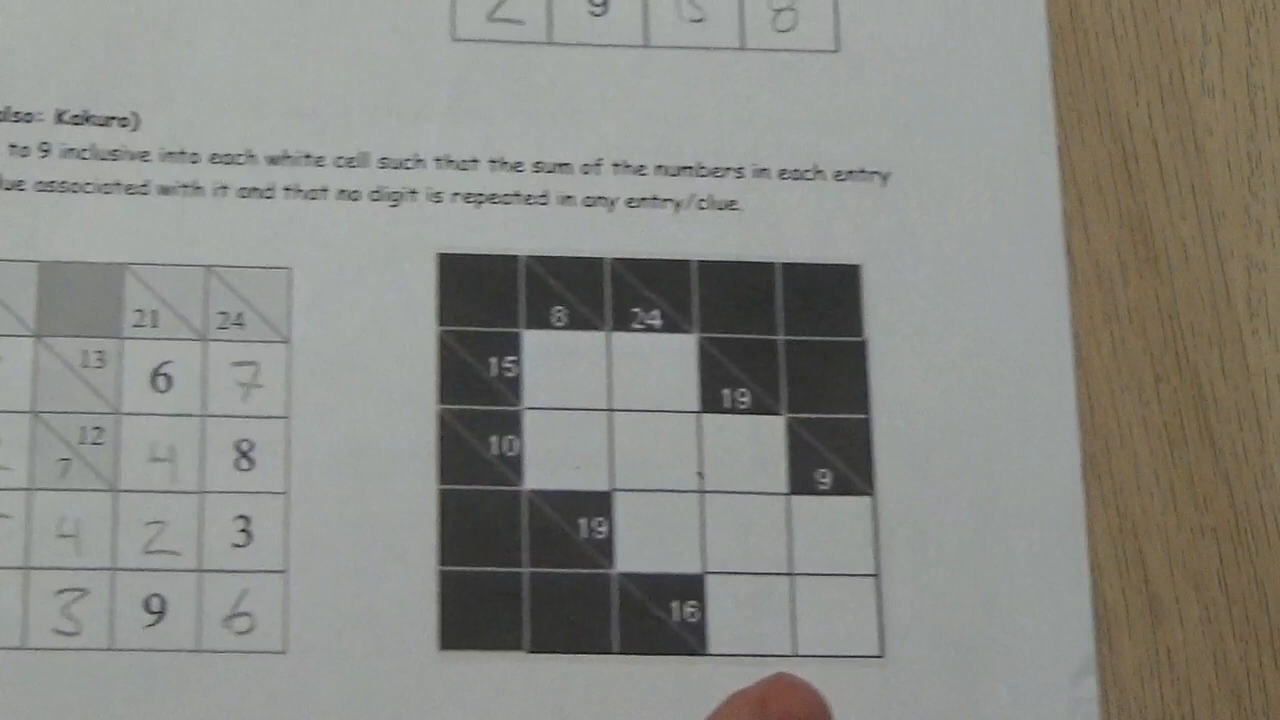 2 9 5 8
also: Kakuro)
to 9 inclusive into each white cell such that the sum of the numbers in each entry
lue associated with it and that no digit is repeated in any entry/clue.
21 24
13 6 7
12 7 4 8
4 2 3
3 9 6
8 24
15 19
10 9
19
16